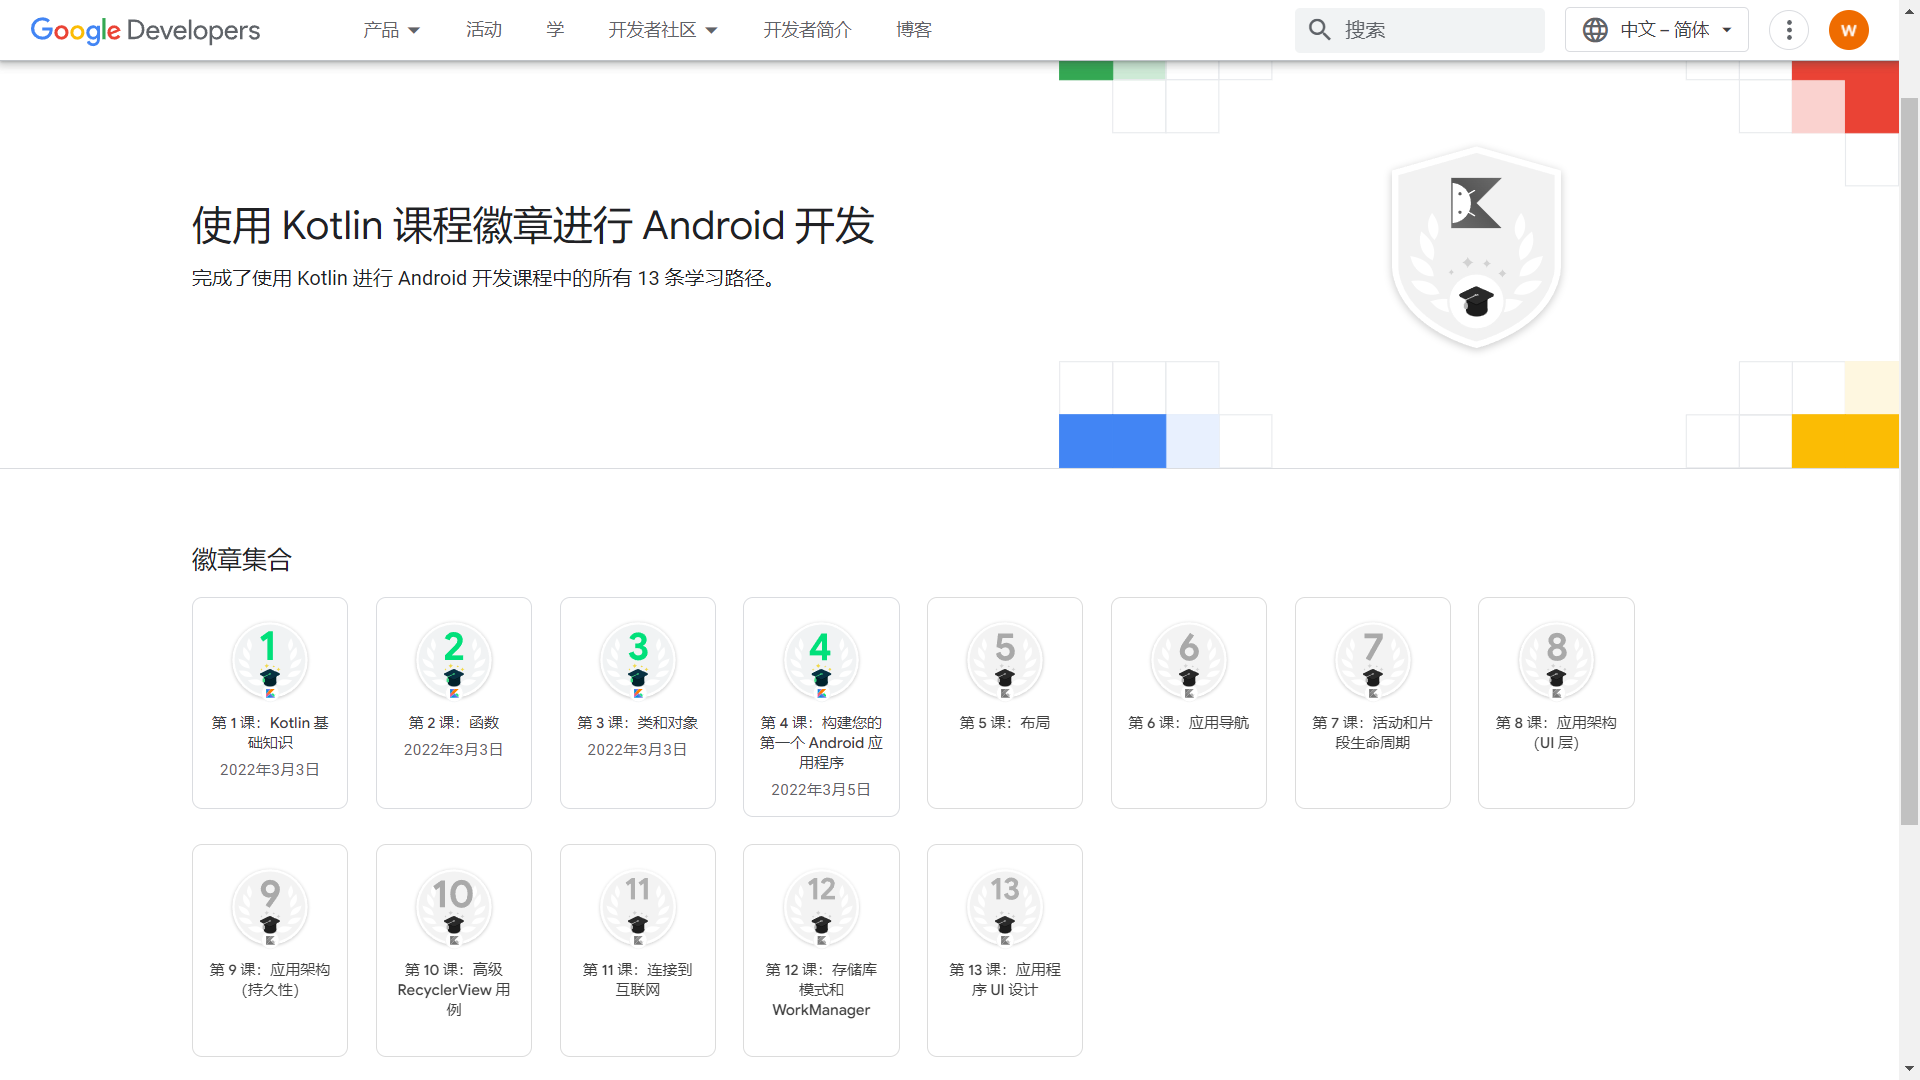 Google Developers 产品 活动 学 开发者社区 开发者简介 博客 搜索 中文 – 简体 W
使用 Kotlin 课程徽章进行 Android 开发
完成了使用 Kotlin 进行 Android 开发课程中的所有 13 条学习路径。
徽章集合
1
第 1 课：Kotlin 基
础知识
2022年3月3日
2
第 2 课：函数
2022年3月3日
3
第 3 课：类和对象
2022年3月3日
4
第 4 课：构建您的
第一个 Android 应
用程序
2022年3月5日
5
第 5 课：布局
6
第 6 课：应用导航
7
第 7 课：活动和片
段生命周期
8
第 8 课：应用架构
(UI 层)
9
第 9 课：应用架构
(持久性)
10
第 10 课：高级
RecyclerView 用
例
11
第 11 课：连接到
互联网
12
第 12 课：存储库
模式和
WorkManager
13
第 13 课：应用程
序 UI 设计